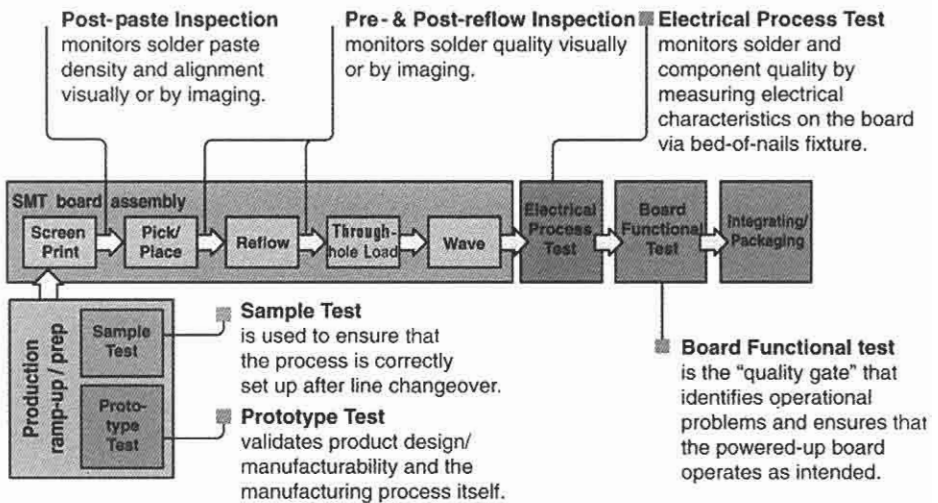 Post-paste Inspection
monitors solder paste
density and alignment
visually or by imaging.
Pre- & Post-reflow Inspection
monitors solder quality visually
or by imaging.
Electrical Process Test
monitors solder and
component quality by
measuring electrical
characteristics on the board
via bed-of-nails fixture.
SMT board assembly
Screen
Print
Pick/
Place
Reflow
Through-
hole Load
Wave
Electrical
Process
Test
Board
Functional
Test
Integrating/
Packaging
Production
ramp-up / prep
Sample
Test
Proto-
type
Test
Sample Test
is used to ensure that
the process is correctly
set up after line changeover.
Prototype Test
validates product design/
manufacturability and the
manufacturing process itself.
Board Functional test
is the “quality gate” that
identifies operational
problems and ensures that
the powered-up board
operates as intended.